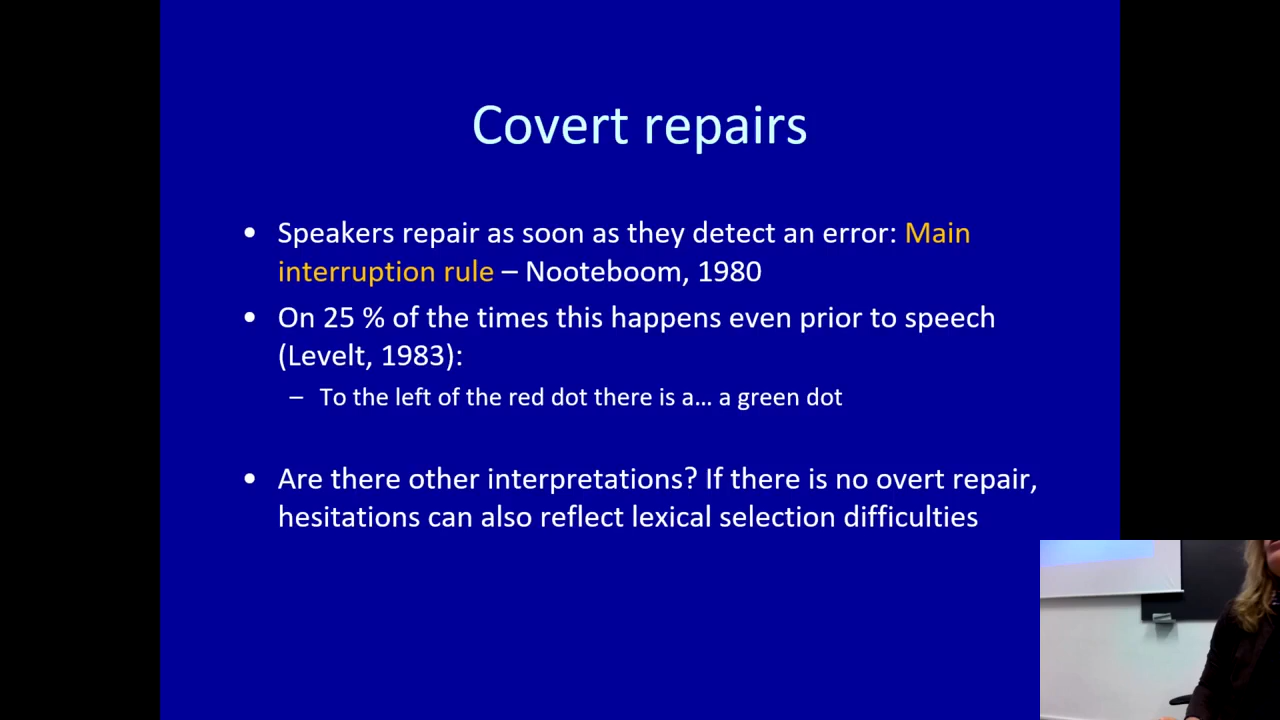 Covert repairs
• Speakers repair as soon as they detect an error: Main
interruption rule – Nooteboom, 1980
• On 25 % of the times this happens even prior to speech
(Levelt, 1983):
– To the left of the red dot there is a… a green dot
• Are there other interpretations? If there is no overt repair,
hesitations can also reflect lexical selection difficulties